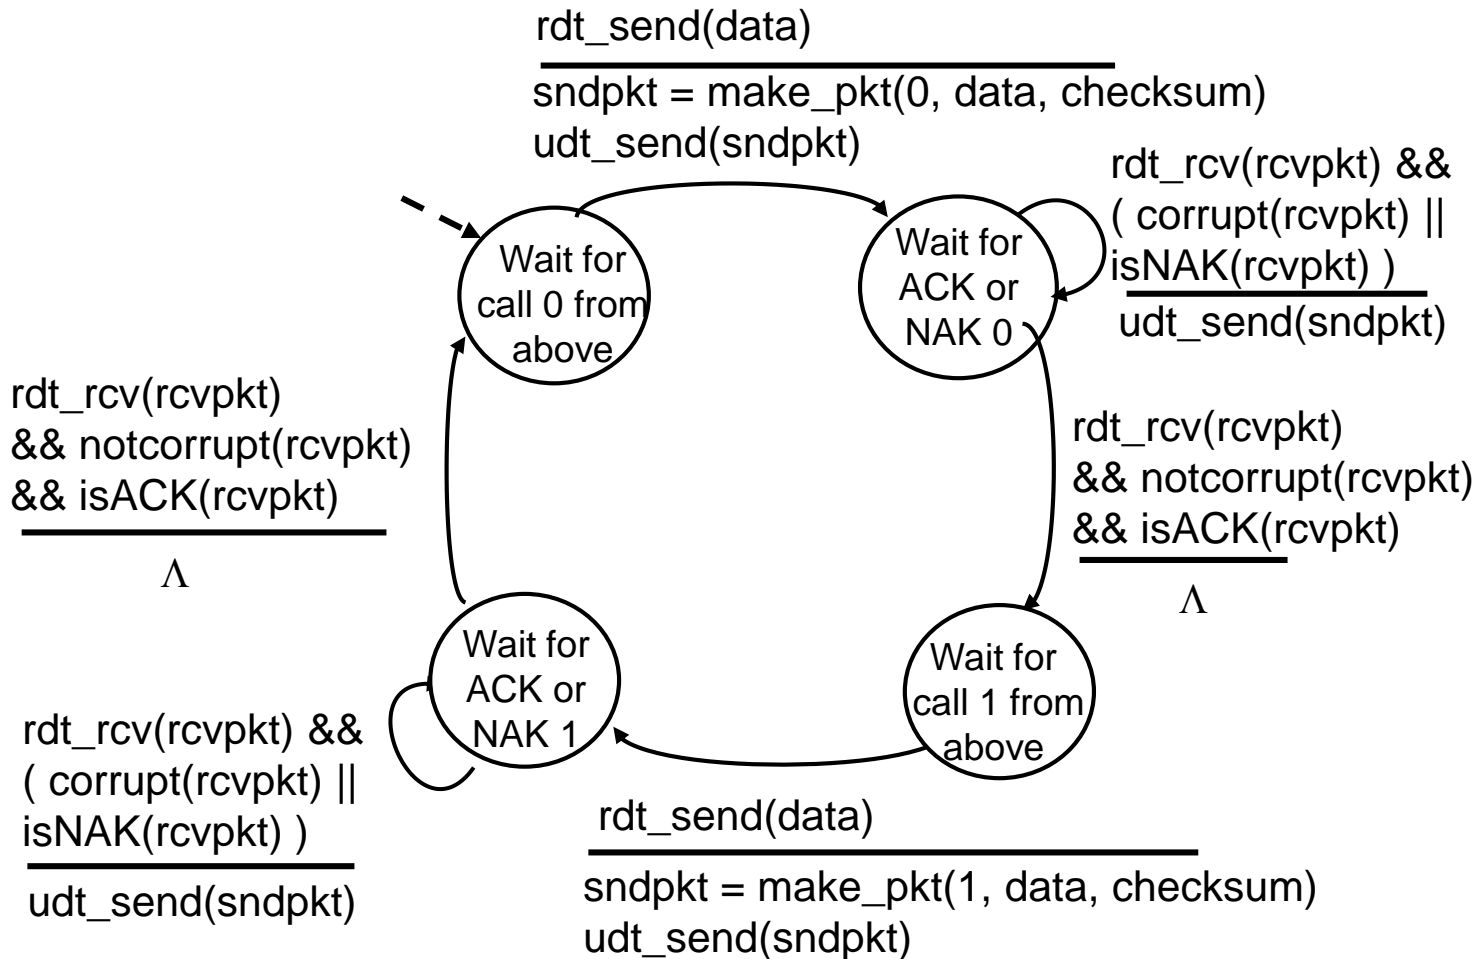 rdt_send(data)
sndpkt = make_pkt(0, data, checksum)
udt_send(sndpkt)
rdt_rcv(rcvpkt) &&
( corrupt(rcvpkt) ||
isNAK(rcvpkt) )
udt_send(sndpkt)
Wait for
call 0 from
above
Wait for
ACK or
NAK 0
rdt_rcv(rcvpkt)
&& notcorrupt(rcvpkt)
&& isACK(rcvpkt)
Λ
rdt_rcv(rcvpkt)
&& notcorrupt(rcvpkt)
&& isACK(rcvpkt)
Λ
Wait for
ACK or
NAK 1
Wait for
call 1 from
above
rdt_rcv(rcvpkt) &&
( corrupt(rcvpkt) ||
isNAK(rcvpkt) )
udt_send(sndpkt)
rdt_send(data)
sndpkt = make_pkt(1, data, checksum)
udt_send(sndpkt)